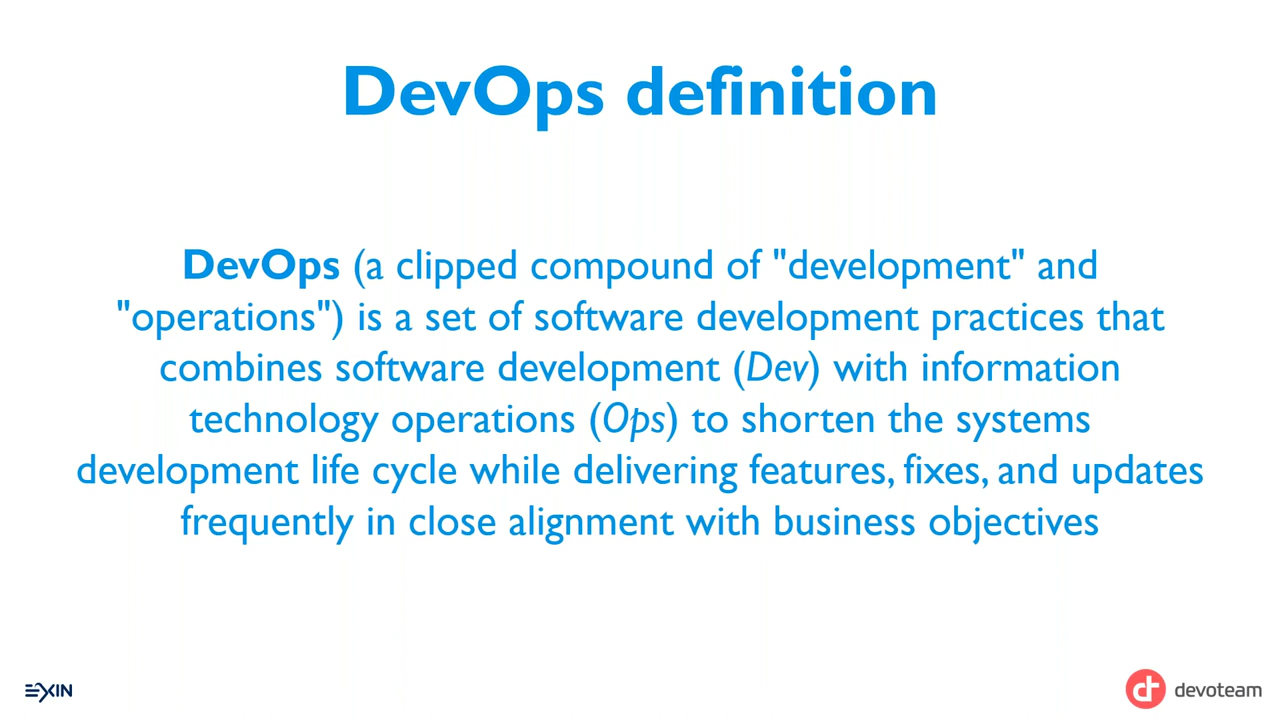 DevOps definition
DevOps (a clipped compound of "development" and
"operations") is a set of software development practices that
combines software development (Dev) with information
technology operations (Ops) to shorten the systems
development life cycle while delivering features, fixes, and updates
frequently in close alignment with business objectives
EXIN
devoteam